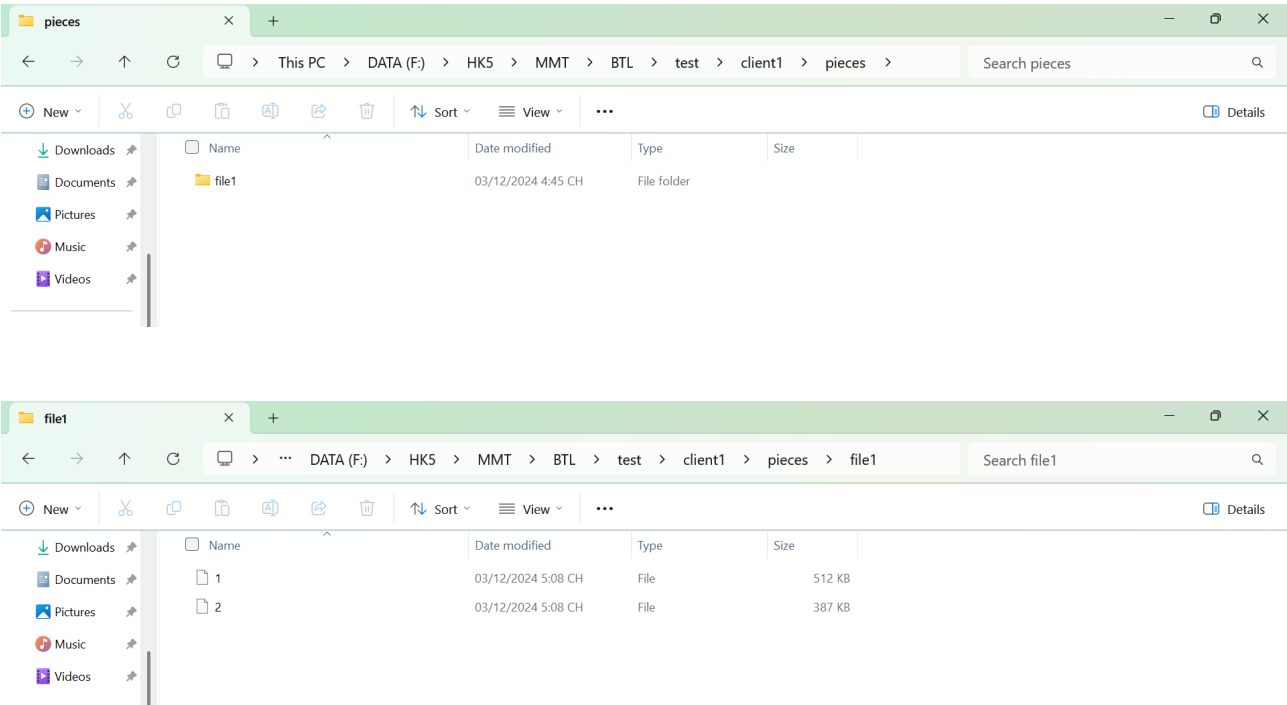 pieces
This PC > DATA (F:) > HK5 > MMT > BTL > test > client1 > pieces > Search pieces
New Sort View ... Details
Downloads Name Date modified Type Size
Documents file1 03/12/2024 4:45 CH File folder
Pictures
Music
Videos
file1
> ... DATA (F:) > HK5 > MMT > BTL > test > client1 > pieces > file1 Search file1
New Sort View ... Details
Downloads Name Date modified Type Size
Documents 1 03/12/2024 5:08 CH File 512 KB
Pictures 2 03/12/2024 5:08 CH File 387 KB
Music
Videos